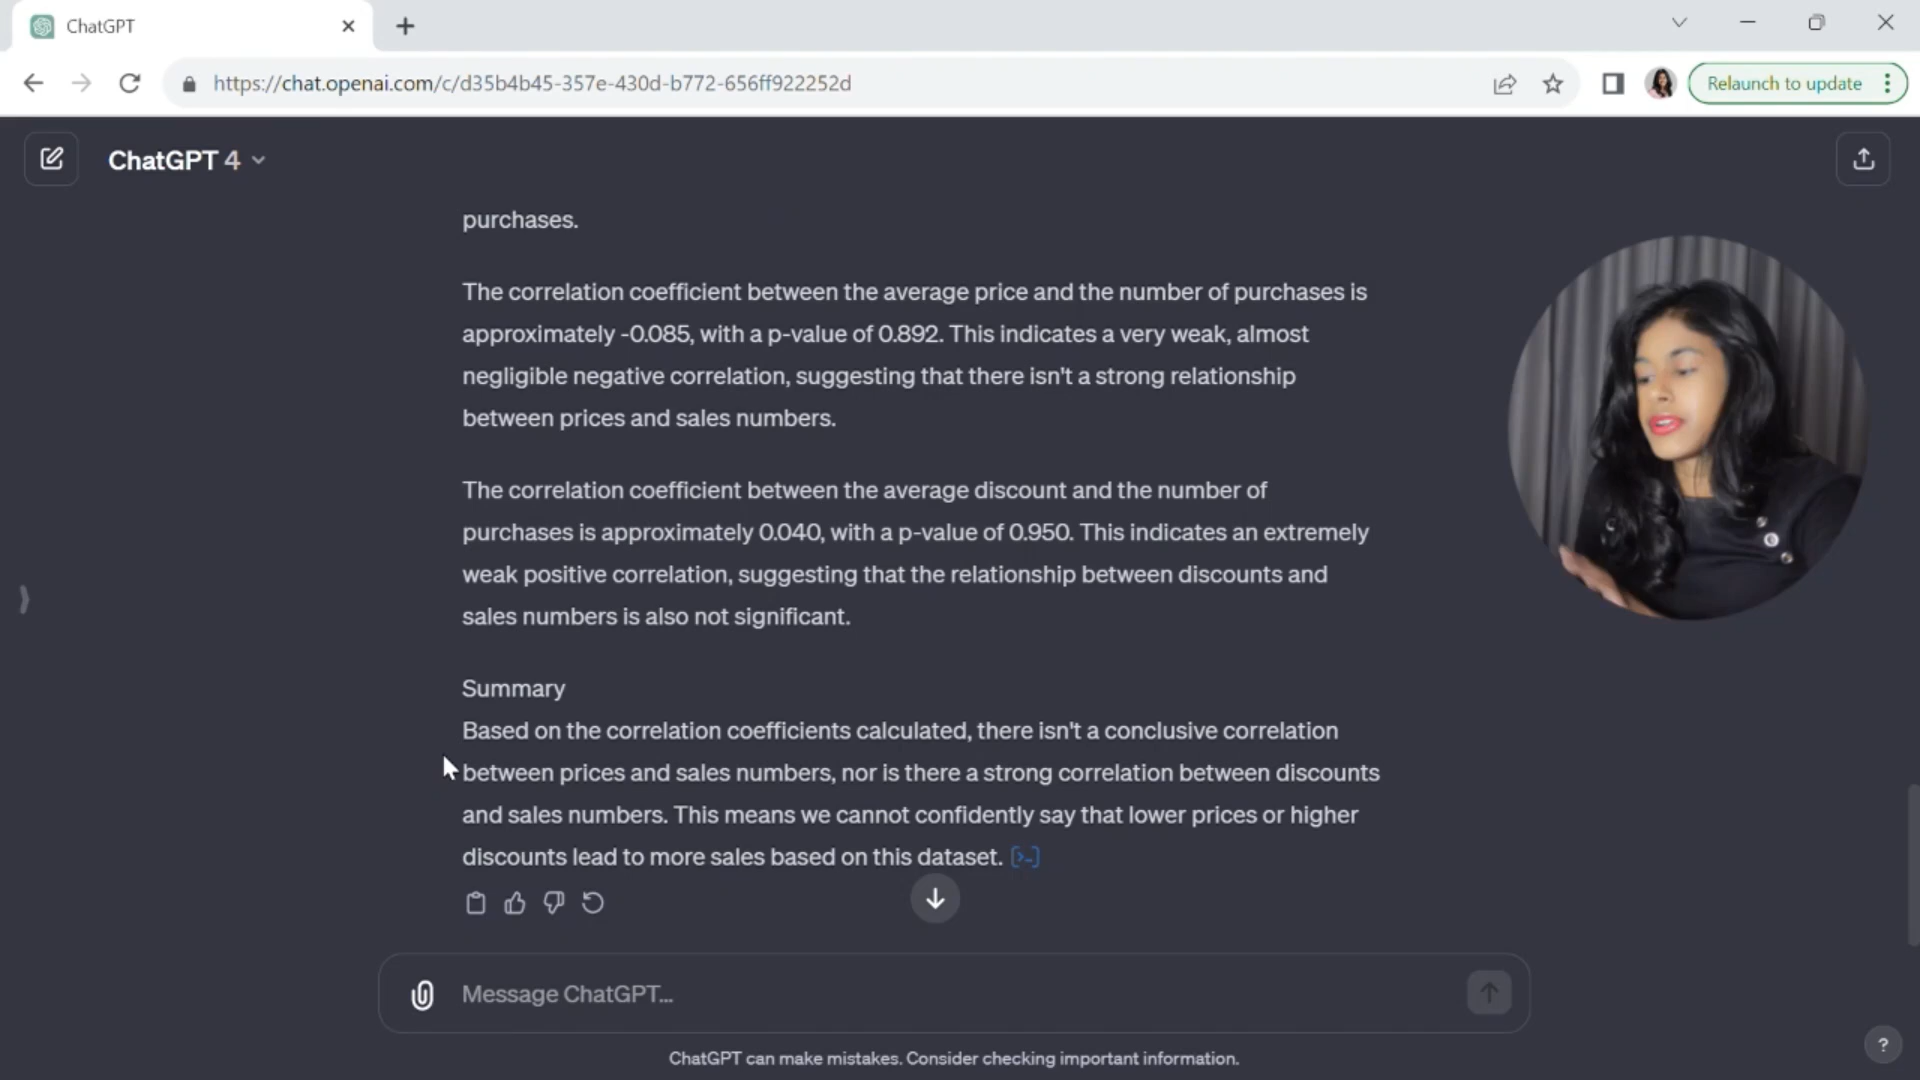 ChatGPT
https://chat.openai.com/c/d35b4b45-357e-430d-b772-656ff922252d
Relaunch to update
ChatGPT 4
purchases.
The correlation coefficient between the average price and the number of purchases is
approximately -0.085, with a p-value of 0.892. This indicates a very weak, almost
negligible negative correlation, suggesting that there isn't a strong relationship
between prices and sales numbers.
The correlation coefficient between the average discount and the number of
purchases is approximately 0.040, with a p-value of 0.950. This indicates an extremely
weak positive correlation, suggesting that the relationship between discounts and
sales numbers is also not significant.
Summary
Based on the correlation coefficients calculated, there isn't a conclusive correlation
between prices and sales numbers, nor is there a strong correlation between discounts
and sales numbers. This means we cannot confidently say that lower prices or higher
discounts lead to more sales based on this dataset. [>-]
Message ChatGPT...
ChatGPT can make mistakes. Consider checking important information.
?